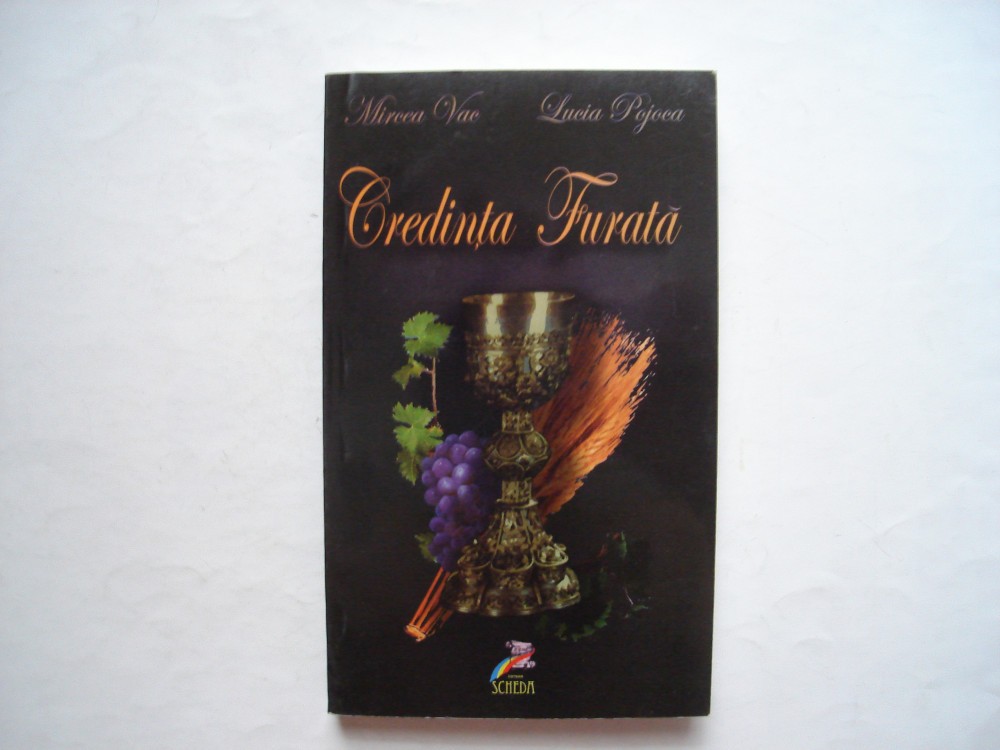 Mircea Vac Lucia Pojoca
Credința Furată
SCHEDA